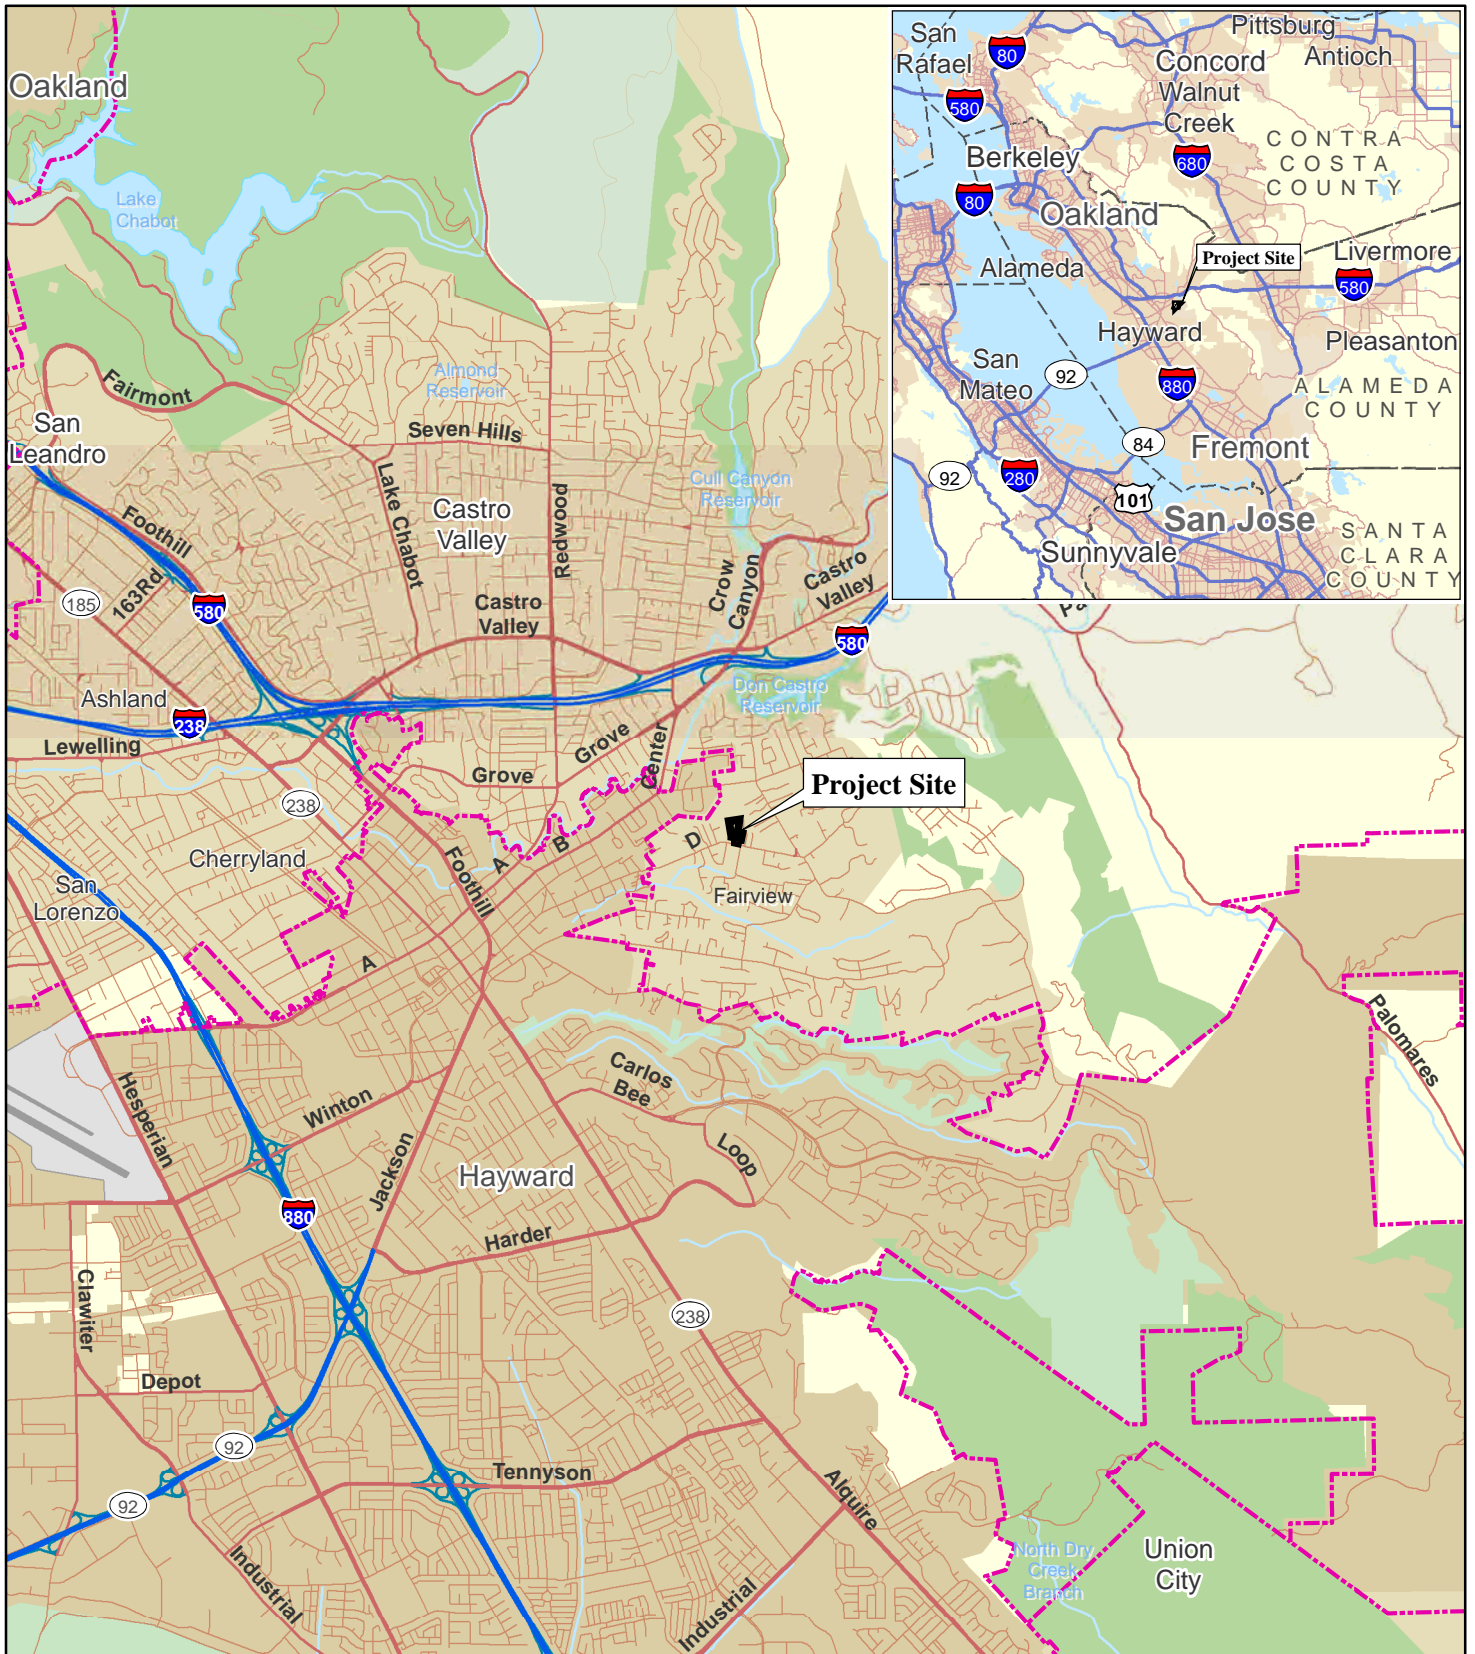 Oakland
Lake
Chabot
Fairmont
San
Leandro
Almond
Reservoir
Seven Hills
Lake Chabot
Castro
Valley
Redwood
Cull Canyon
Reservoir
Foothill
163Rd
185
580
Castro
Valley
Crow
Canyon
Castro
Valley
580
Ashland
238
Lewelling
Don Castro
Reservoir
Grove
Grove
Center
Project Site
238
Cherryland
Foothill
A
B
D
Fairview
San
Lorenzo
A
Palomares
Hesperian
Winton
Carlos
Bee
Loop
Jackson
Hayward
880
Harder
Clawiter
238
Depot
92
92
Tennyson
Alquire
Industrial
Industrial
North Dry
Creek
Branch
Union
City
San
Rafael
80
580
Pittsburg
Antioch
Concord
Walnut
Creek
680
CONTRA
COSTA
COUNTY
Berkeley
80
Oakland
Alameda
Project Site
Livermore
580
Hayward
Pleasanton
San
Mateo
92
880
ALAMEDA
COUNTY
84
Fremont
92
280
101
San Jose
Sunnyvale
SANTA
CLARA
COUNTY